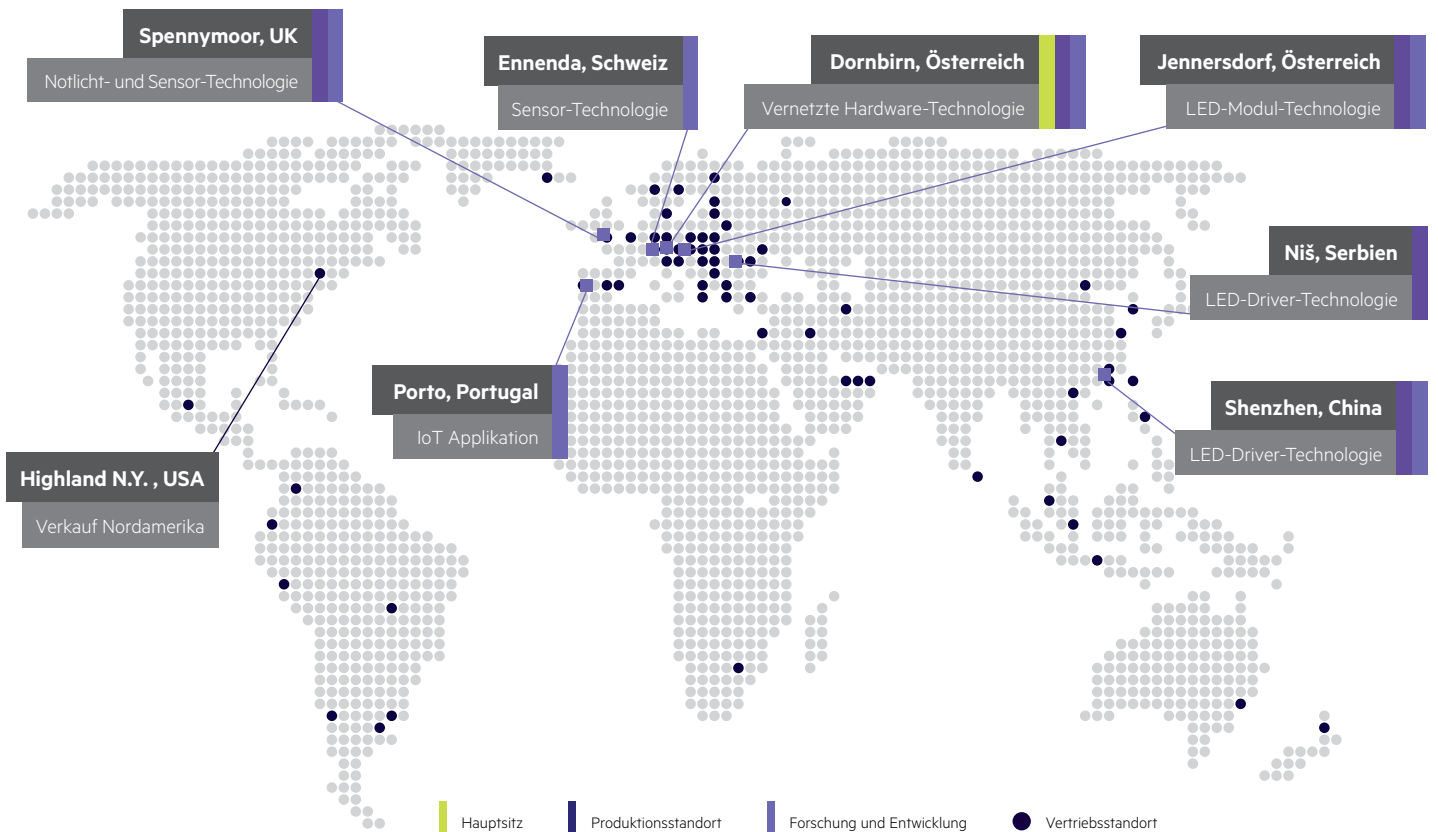 Spennymoor, UK
Notlicht- und Sensor-Technologie
Ennenda, Schweiz
Sensor-Technologie
Dornbirn, Österreich
Vernetzte Hardware-Technologie
Jennersdorf, Österreich
LED-Modul-Technologie
Niš, Serbien
LED-Driver-Technologie
Porto, Portugal
IoT Applikation
Shenzhen, China
LED-Driver-Technologie
Highland N.Y. , USA
Verkauf Nordamerika
Hauptsitz
Produktionsstandort
Forschung und Entwicklung
Vertriebsstandort